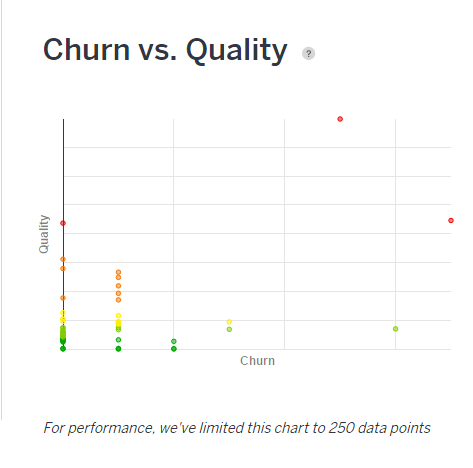 Churn vs. Quality ?
Quality
Churn
For performance, we've limited this chart to 250 data points